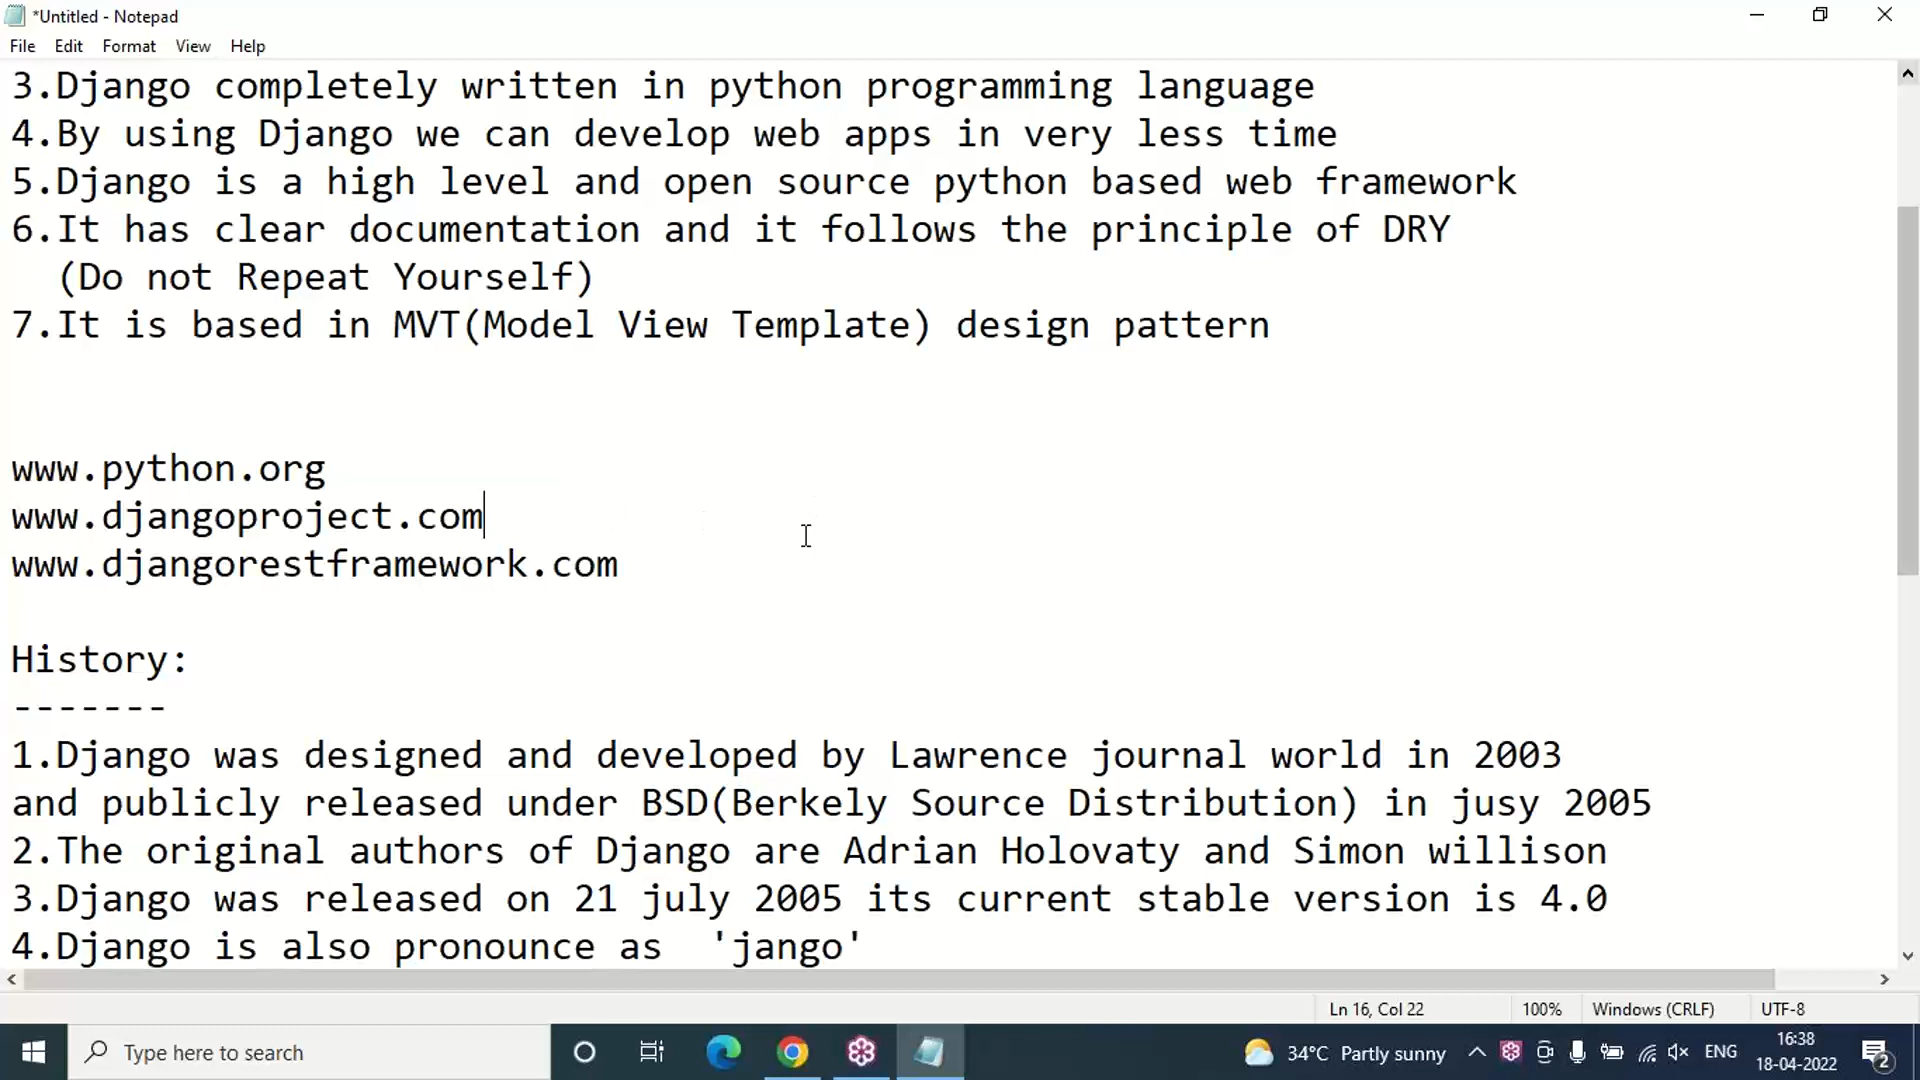 *Untitled - Notepad
File Edit Format View Help
3.Django completely written in python programming language
4.By using Django we can develop web apps in very less time
5.Django is a high level and open source python based web framework
6.It has clear documentation and it follows the principle of DRY
(Do not Repeat Yourself)
7.It is based in MVT(Model View Template) design pattern
www.python.org
www.djangoproject.com
www.djangorestframework.com
History:
-------
1.Django was designed and developed by Lawrence journal world in 2003
and publicly released under BSD(Berkely Source Distribution) in jusy 2005
2.The original authors of Django are Adrian Holovaty and Simon willison
3.Django was released on 21 july 2005 its current stable version is 4.0
4.Django is also pronounce as  'jango'
Ln 16, Col 22 100% Windows (CRLF) UTF-8
Type here to search 34°C Partly sunny ENG 16:38
18-04-2022 2